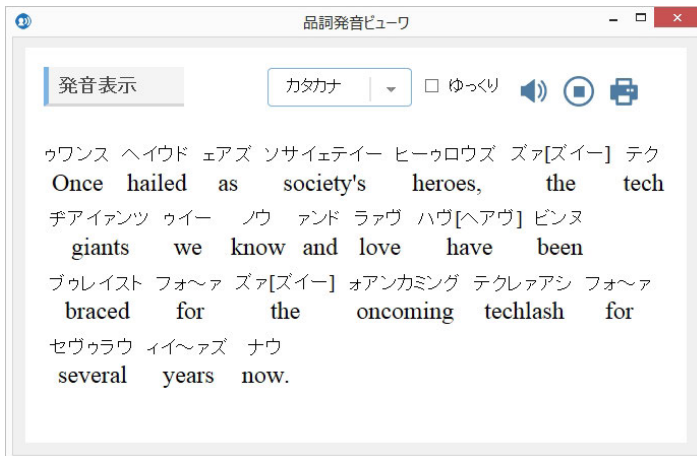 品詞発音ビューワ
発音表示 カタカナ ゆっくり
ゥワンス ヘイウド ェアズ ソサイェテイー ヒーゥロウズ ズァ[ズイー] テク
Once hailed as society's heroes, the tech
ヂアイァンツ ゥイー ノウ ァンド ラァヴ ハヴ[ヘアヴ] ビンヌ
giants we know and love have been
ブゥレイスト フォ～ァ ズァ[ズイー] ォアンカミング テクレァアシ フォ～ァ
braced for the oncoming techlash for
セヴゥラウ ィイ～ァズ ナウ
several years now.